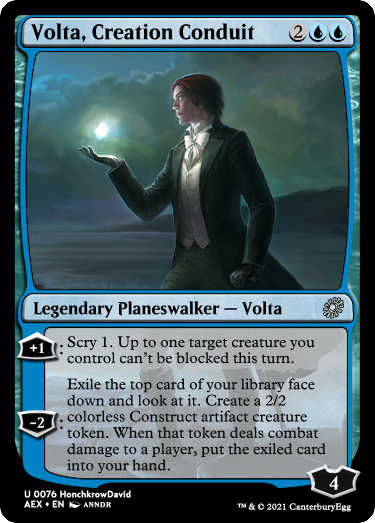 Volta, Creation Conduit 2
Legendary Planeswalker — Volta
+1: Scry 1. Up to one target creature you
control can't be blocked this turn.
Exile the top card of your library face
down and look at it. Create a 2/2
-2: colorless Construct artifact creature
token. When that token deals combat
damage to a player, put the exiled card
into your hand.
4
U 0076 HonchkrowDavid
AEX • EN ANNDR
™ & © 2021 CanterburyEgg